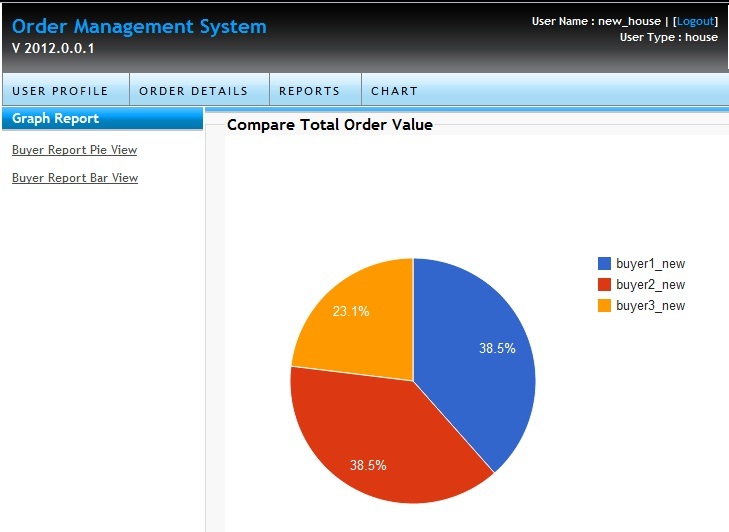 Order Management System
V 2012.0.0.1
User Name : new_house | [Logout]
User Type : house
USER PROFILE
ORDER DETAILS
REPORTS
CHART
Graph Report
Buyer Report Pie View
Buyer Report Bar View
Compare Total Order Value
buyer1_new
buyer2_new
buyer3_new
23.1%
38.5%
38.5%